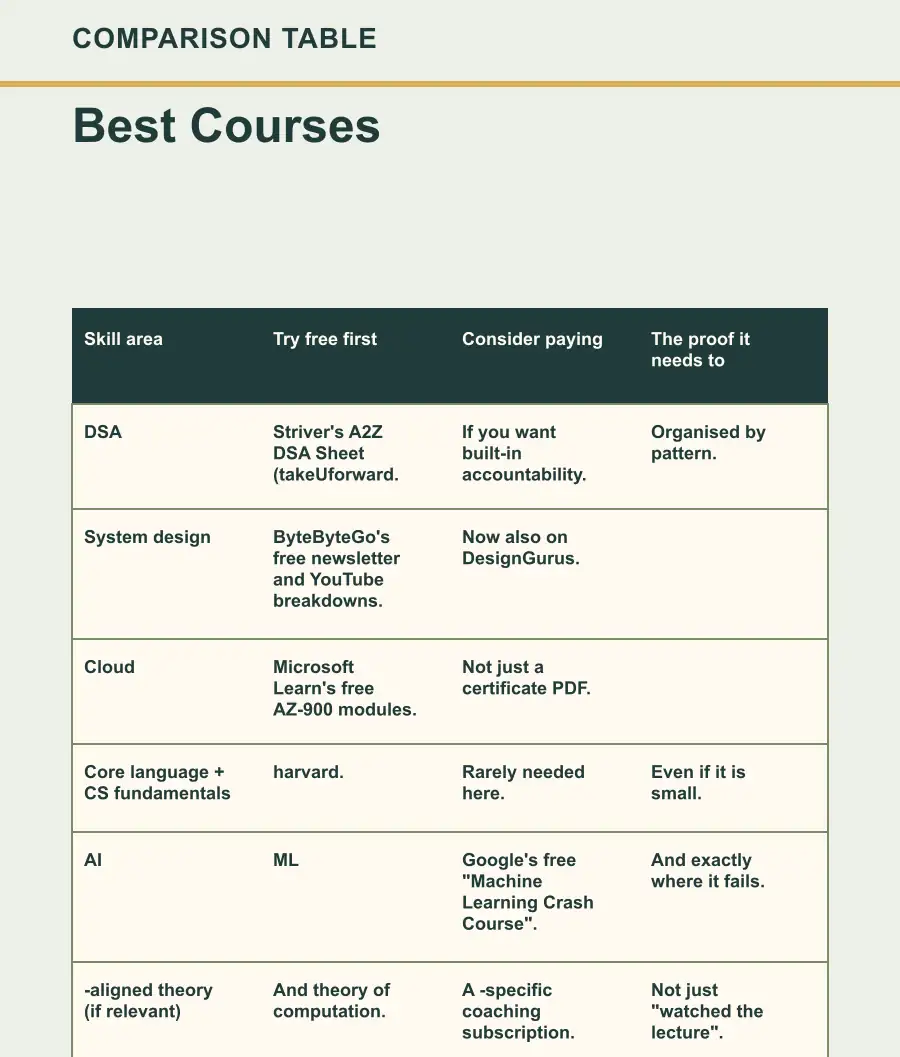 COMPARISON TABLE
Best Courses
Skill area
Try free first
Consider paying
The proof it
needs to
DSA
Striver's A2Z
DSA Sheet
(takeUforward.
If you want
built-in
accountability.
Organised by
pattern.
System design
ByteByteGo's
free newsletter
and YouTube
breakdowns.
Now also on
DesignGurus.
Cloud
Microsoft
Learn's free
AZ-900 modules.
Not just a
certificate PDF.
Core language +
CS fundamentals
harvard.
Rarely needed
here.
Even if it is
small.
AI
ML
Google's free
"Machine
Learning Crash
Course".
And exactly
where it fails.
-aligned theory
(if relevant)
And theory of
computation.
A -specific
coaching
subscription.
Not just
"watched the
lecture".